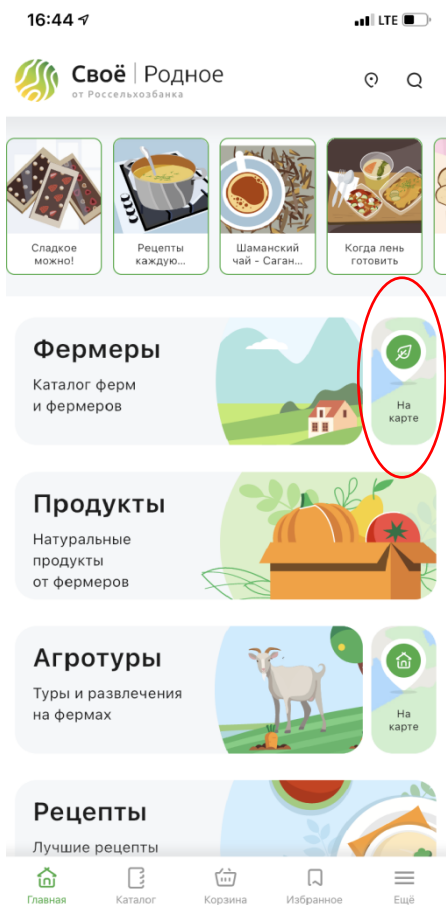 16:44
LTE
Своё | Родное
от Россельхозбанка
Сладкое
можно!
Рецепты
каждую...
Шаманский
чай - Саган...
Когда лень
готовить
Фермеры
Каталог ферм
и фермеров
На
карте
Продукты
Натуральные
продукты
от фермеров
Агротуры
Туры и развлечения
на фермах
На
карте
Рецепты
Лучшие рецепты
Главная
Каталог
Корзина
Избранное
Ещё